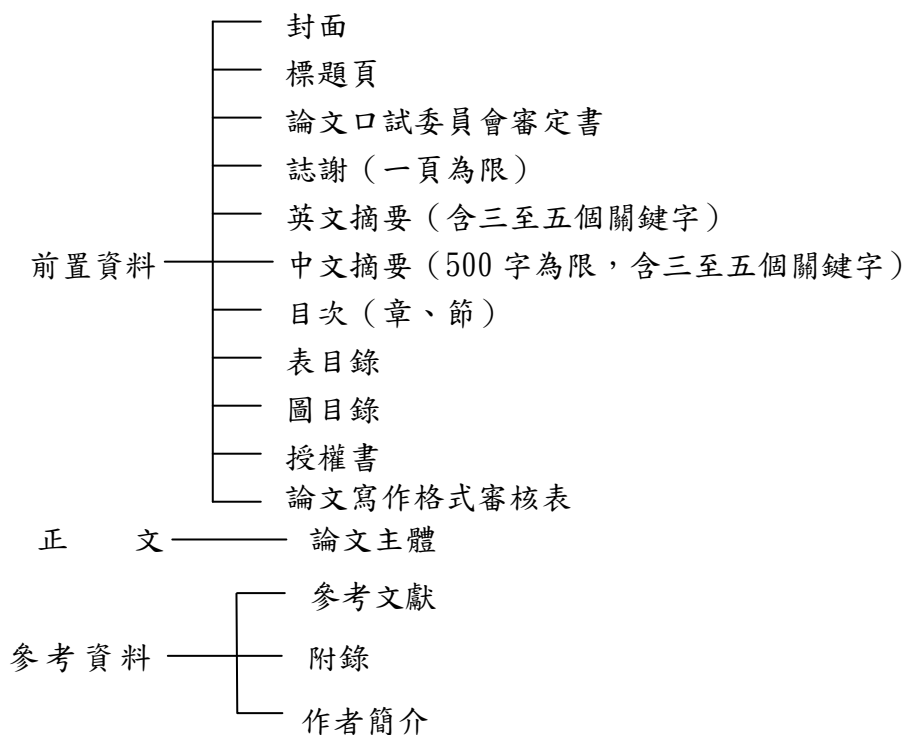 封面
標題頁
論文口試委員會審定書
誌謝（一頁為限）
英文摘要（含三至五個關鍵字）
前置資料 中文摘要（500 字為限，含三至五個關鍵字）
目次（章、節）
表目錄
圖目錄
授權書
論文寫作格式審核表
正 文 論文主體
參考文獻
參考資料 附錄
作者簡介